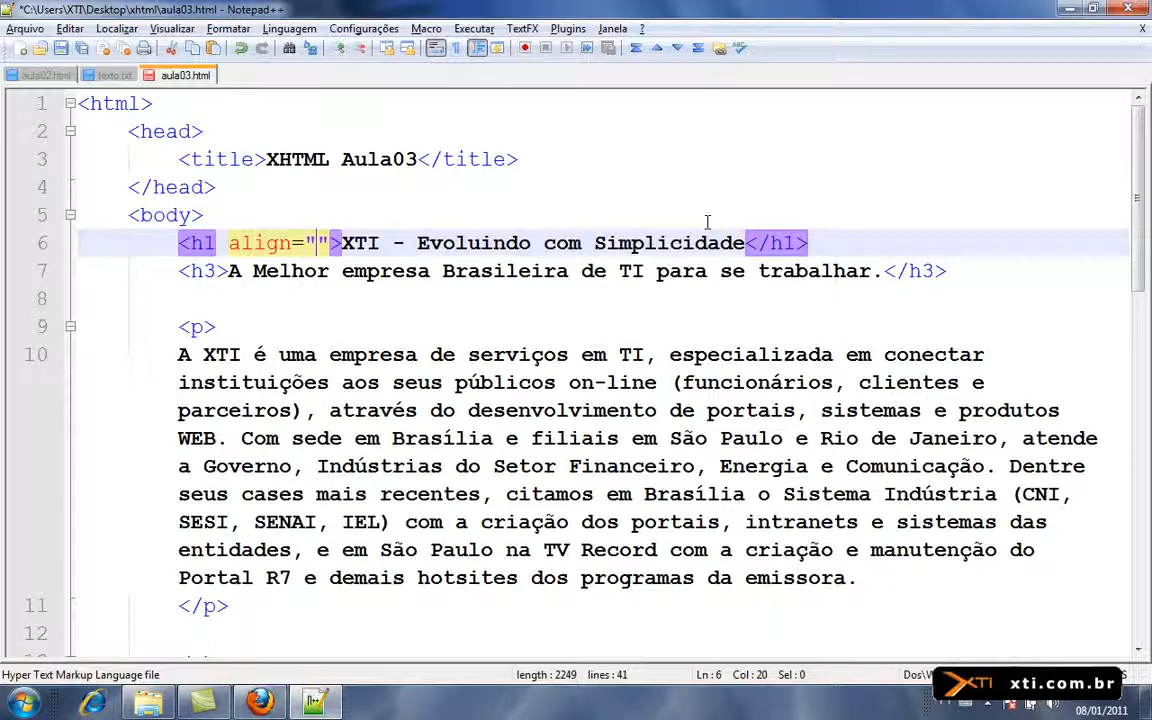 *C:\Users\XTI\Desktop\xhtml\aula03.html - Notepad++
Arquivo Editar Localizar Visualizar Formatar Linguagem Configurações Macro Executar TextFX Plugins Janela ? X
aula02.html texto.txt aula03.html
1 <html>
2 <head>
3 <title>XHTML Aula03</title>
4 </head>
5 <body>
6 <h1 align="">XTI - Evoluindo com Simplicidade</h1>
7 <h3>A Melhor empresa Brasileira de TI para se trabalhar.</h3>
8
9 <p>
10 A XTI é uma empresa de serviços em TI, especializada em conectar
instituições aos seus públicos on-line (funcionários, clientes e
parceiros), através do desenvolvimento de portais, sistemas e produtos
WEB. Com sede em Brasília e filiais em São Paulo e Rio de Janeiro, atende
a Governo, Indústrias do Setor Financeiro, Energia e Comunicação. Dentre
seus cases mais recentes, citamos em Brasília o Sistema Indústria (CNI,
SESI, SENAI, IEL) com a criação dos portais, intranets e sistemas das
entidades, e em São Paulo na TV Record com a criação e manutenção do
Portal R7 e demais hotsites dos programas da emissora.
11 </p>
12
Hyper Text Markup Language file length : 2249 lines : 41 Ln : 6 Col : 20 Sel : 0
XTI xti.com.br
08/01/2011